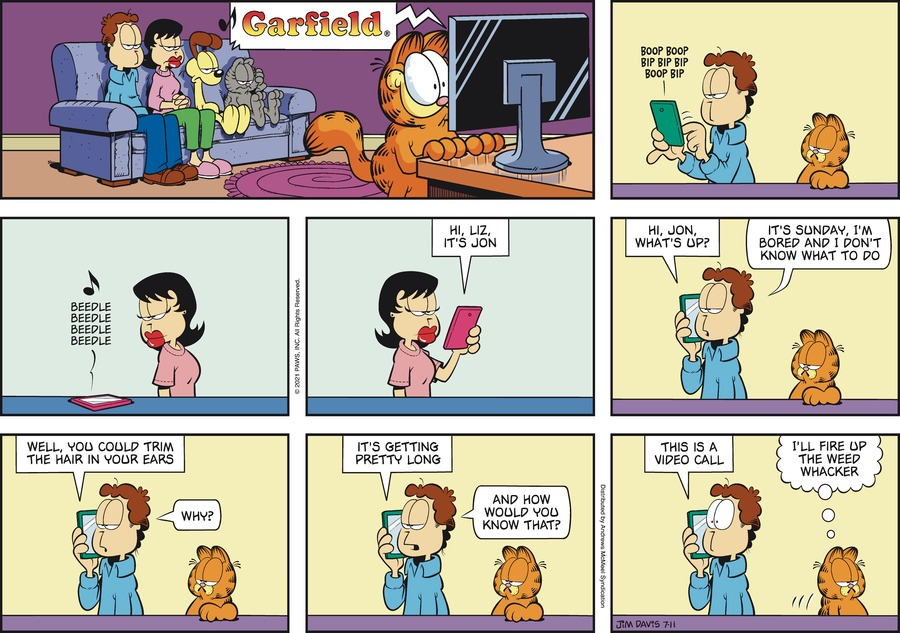 Garfield®
BOOP BOOP
BIP BIP BIP
BOOP BIP
BEEDLE
BEEDLE
BEEDLE
BEEDLE
© 2021 PAWS, INC. All Rights Reserved.
HI, LIZ,
IT'S JON
HI, JON,
WHAT'S UP?
IT'S SUNDAY, I'M
BORED AND I DON'T
KNOW WHAT TO DO
WELL, YOU COULD TRIM
THE HAIR IN YOUR EARS
WHY?
IT'S GETTING
PRETTY LONG
AND HOW
WOULD YOU
KNOW THAT?
Distributed by Andrews McMeel Syndication
THIS IS A
VIDEO CALL
I'LL FIRE UP
THE WEED
WHACKER
JIM DAVIS 7-11